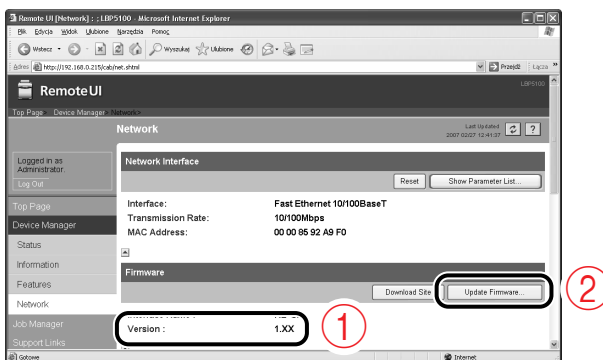 Remote UI [Network] : ; LBP5100 - Microsoft Internet Explorer
Plik Edycja Widok Ulubione Narzędzia Pomoc
Wstecz Wyszukaj Ulubione
Adres http://192.168.0.215/cab/net.shtml Przejdź Łącza »
Remote UI LBP5100
Top Page> Device Manager> Network>
Network Last Updated
2007 02/27 12:41:37 ?
Logged in as
Administrator.
Log Out
Top Page
Device Manager
Status
Information
Features
Network
Job Manager
Support Links
Network Interface
Reset Show Parameter List...
Interface: Fast Ethernet 10/100BaseT
Transmission Rate: 10/100Mbps
MAC Address: 00 00 85 92 A9 F0
Firmware
Download Site Update Firmware... 2
Version : 1.XX 1
Gotowe Internet